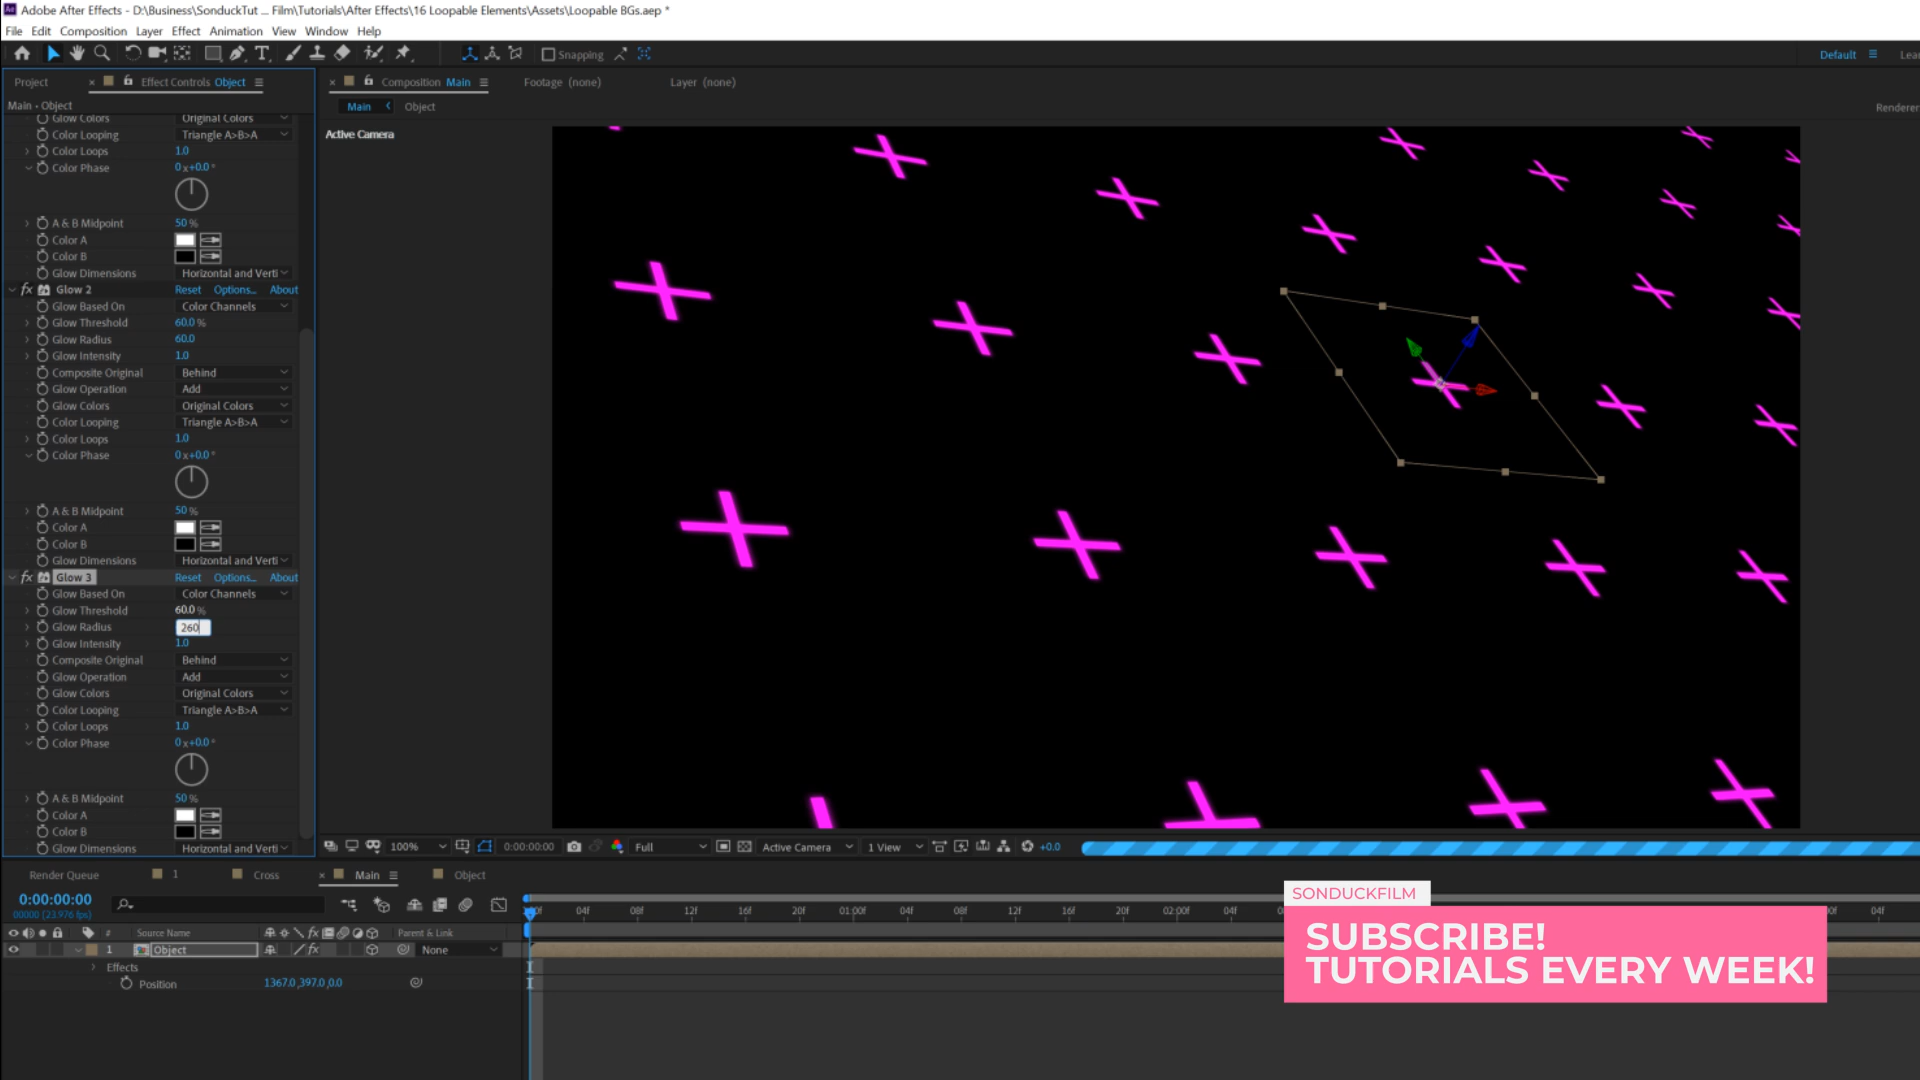 Adobe After Effects - D:\Business\SonduckTut ... Film\Tutorials\After Effects\16 Loopable Elements\Assets\Loopable BGs.aep *
File Edit Composition Layer Effect Animation View Window Help
Snapping
Default
Project
Effect Controls Object
Composition Main
Footage (none)
Layer (none)
Main • Object
Main
Object
Renderer
Active Camera
Glow Colors Original Colors
Color Looping Triangle A>B>A
Color Loops 1.0
Color Phase 0x+0.0°
A & B Midpoint 50 %
Color A
Color B
Glow Dimensions Horizontal and Verti
fx Glow 2 Reset Options... About
Glow Based On Color Channels
Glow Threshold 60.0 %
Glow Radius 60.0
Glow Intensity 1.0
Composite Original Behind
Glow Operation Add
Glow Colors Original Colors
Color Looping Triangle A>B>A
Color Loops 1.0
Color Phase 0x+0.0°
A & B Midpoint 50 %
Color A
Color B
Glow Dimensions Horizontal and Verti
fx Glow 3 Reset Options... About
Glow Based On Color Channels
Glow Threshold 60.0 %
Glow Radius 260
Glow Intensity 1.0
Composite Original Behind
Glow Operation Add
Glow Colors Original Colors
Color Looping Triangle A>B>A
Color Loops 1.0
Color Phase 0x+0.0°
A & B Midpoint 50 %
Color A
Color B
Glow Dimensions Horizontal and Verti
100% 0:00:00:00 Full Active Camera 1 View +0.0
Render Queue 1 Cross Main Object
0:00:00:00
00000 (23.976 fps)
04f 08f 12f 16f 20f 01:00f 04f 08f 12f 16f 20f 02:00f 04f
04f
# Source Name fx Parent & Link
1 Object fx None
Effects
Position 1367.0,397.0,0.0
SONDUCKFILM
SUBSCRIBE!
TUTORIALS EVERY WEEK!